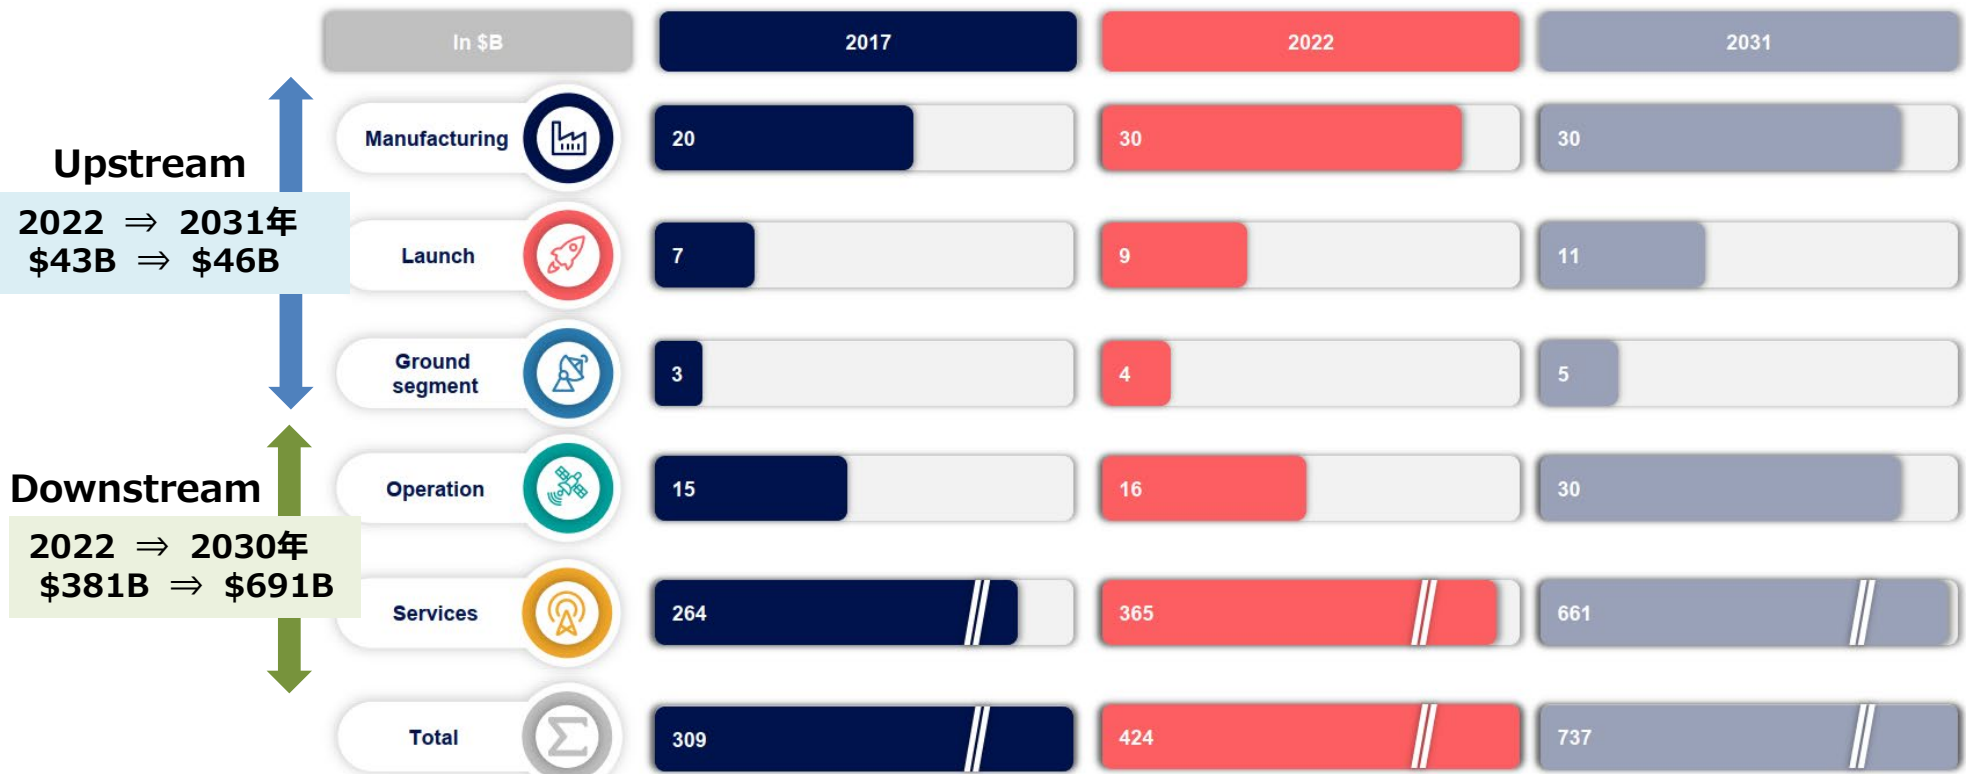 In $B
2017
2022
2031
Upstream
2022 ⇒ 2031年
$43B ⇒ $46B
Manufacturing
20
30
30
Launch
7
9
11
Ground
segment
3
4
5
Downstream
2022 ⇒ 2030年
$381B ⇒ $691B
Operation
15
16
30
Services
264
365
661
Total
309
424
737